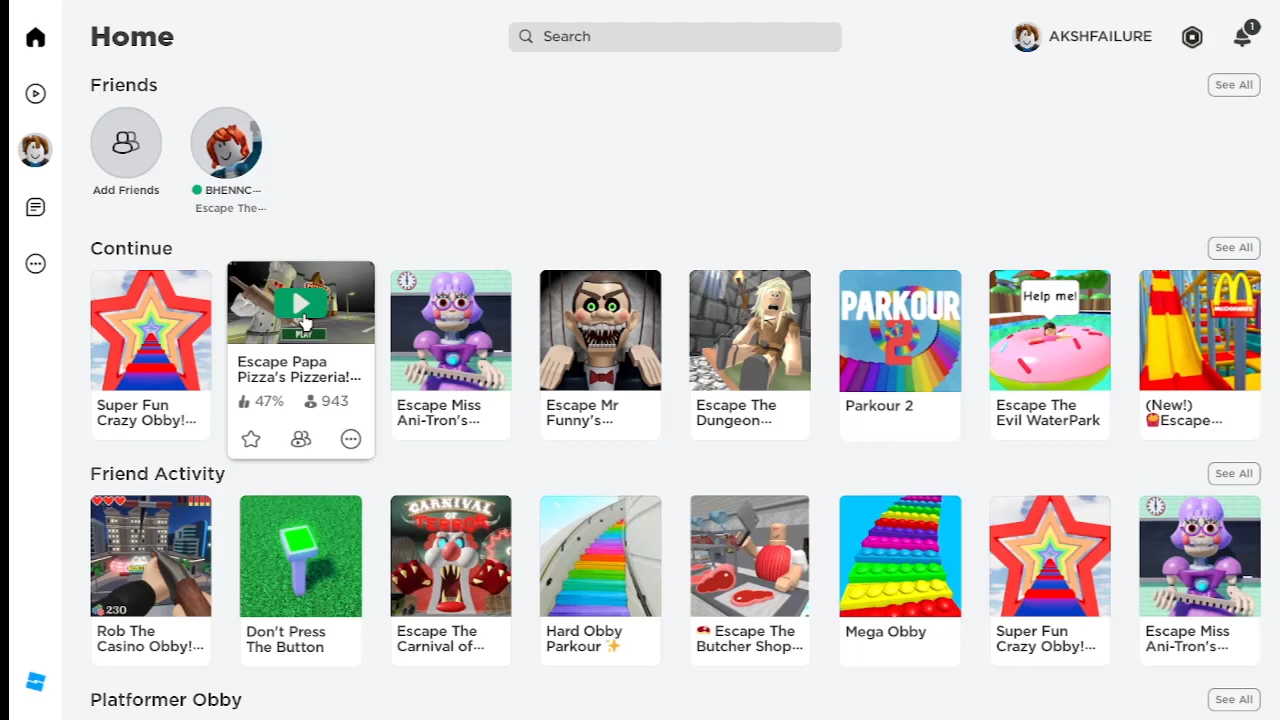 Home
Search
AKSHFAILURE
1
Friends
See All
Add Friends
BHENNC...
Escape The...
Continue
See All
PLAY
Help me!
PARKOUR
2
McDonald's
Super Fun
Crazy Obby!...
Escape Papa
Pizza's Pizzeria!...
47%
943
Escape Miss
Ani-Tron's...
Escape Mr
Funny's...
Escape The
Dungeon...
Parkour 2
Escape The
Evil WaterPark
(New!)
🍟Escape...
Friend Activity
See All
230
CARNIVAL
OF
TERROR
Rob The
Casino Obby!...
Don't Press
The Button
Escape The
Carnival of...
Hard Obby
Parkour ✨
🥩 Escape The
Butcher Shop...
Mega Obby
Super Fun
Crazy Obby!...
Escape Miss
Ani-Tron's...
Platformer Obby
See All